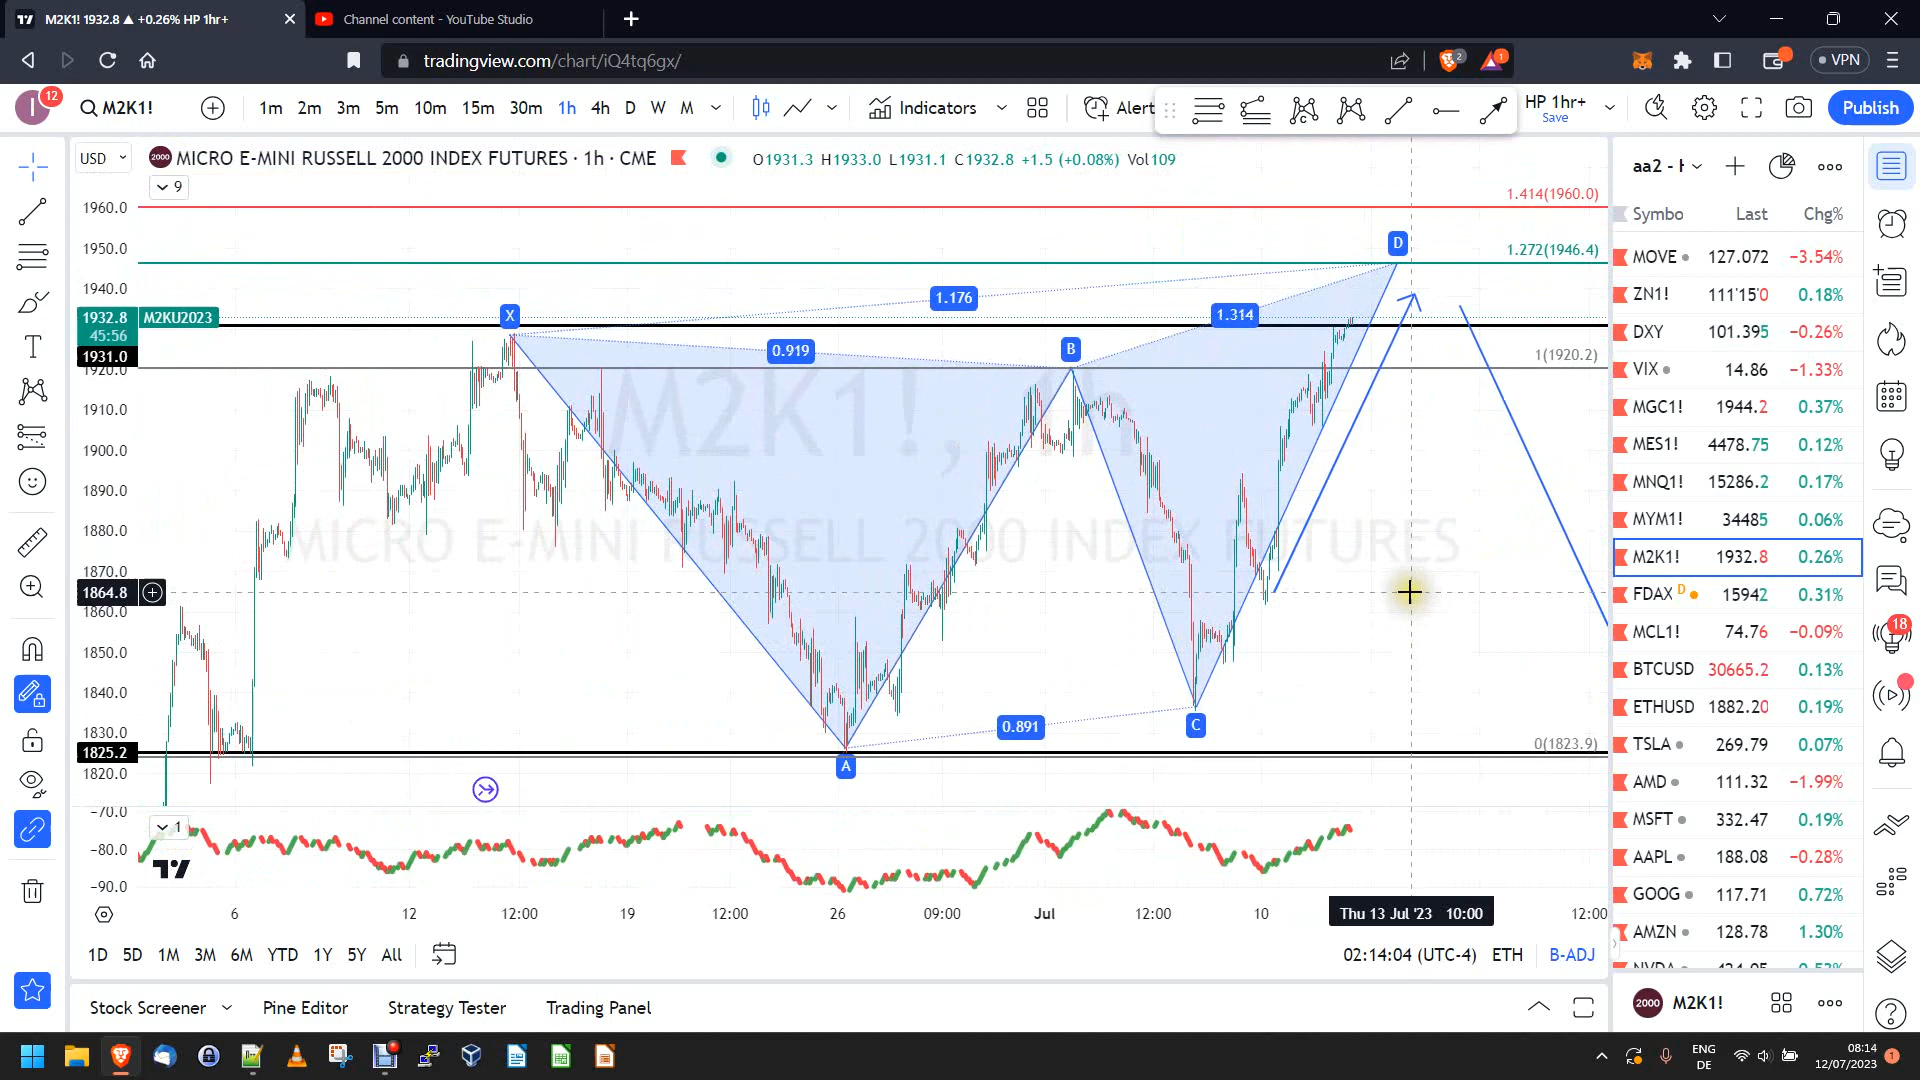 M2K1! 1932.8 ▲ +0.26% HP 1hr+
Channel content - YouTube Studio
tradingview.com/chart/iQ4tq6gx/
2
1
VPN
I
12
M2K1!
1m 2m 3m 5m 10m 15m 30m 1h 4h D W M
Indicators
Alert
HP 1hr+
Save
Publish
USD
2000
MICRO E-MINI RUSSELL 2000 INDEX FUTURES · 1h · CME
O1931.3 H1933.0 L1931.1 C1932.8 +1.5 (+0.08%) Vol109
9
1960.0
1950.0
1940.0
1932.8
45:56
M2KU2023
1931.0
1920.0
1910.0
1900.0
1890.0
1880.0
1870.0
1864.8
1860.0
1850.0
1840.0
1830.0
1825.2
1820.0
−70.0
−80.0
−90.0
1
1.414(1960.0)
1.272(1946.4)
1(1920.2)
0(1823.9)
X
A
B
C
D
1.176
0.919
1.314
0.891
M2K1!, 1h
MICRO E-MINI RUSSELL 2000 INDEX FUTURES
6 12 12:00 19 12:00 26 09:00 Jul 12:00 10 Thu 13 Jul '23 10:00 12:00
1D 5D 1M 3M 6M YTD 1Y 5Y All
02:14:04 (UTC-4) ETH B-ADJ
Stock Screener Pine Editor Strategy Tester Trading Panel
aa2 - H
Symbo Last Chg%
MOVE 127.072 −3.54%
ZN1! 111'15'0 0.18%
DXY 101.395 −0.26%
VIX 14.86 −1.33%
MGC1! 1944.2 0.37%
MES1! 4478.75 0.12%
MNQ1! 15286.2 0.17%
MYM1! 34485 0.06%
M2K1! 1932.8 0.26%
FDAX D 15942 0.31%
MCL1! 74.76 −0.09%
BTCUSD 30665.2 0.13%
ETHUSD 1882.20 0.19%
TSLA 269.79 0.07%
AMD 111.32 −1.99%
MSFT 332.47 0.19%
AAPL 188.08 −0.28%
GOOG 117.71 0.72%
AMZN 128.78 1.30%
2000 M2K1!
18
ENG
DE
08:14
12/07/2023
1